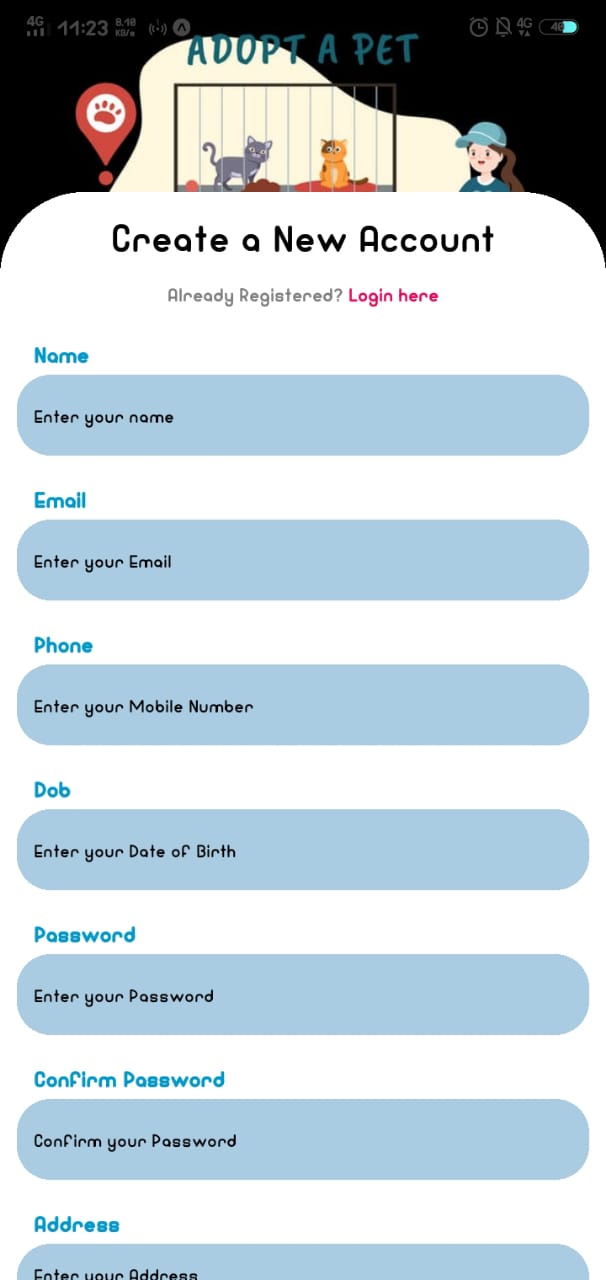 4G 11:23 8.10 KB/s 4G 40
ADOPT A PET
Create a New Account
Already Registered? Login here
Name
Enter your name
Email
Enter your Email
Phone
Enter your Mobile Number
Dob
Enter your Date of Birth
Password
Enter your Password
Confirm Password
Confirm your Password
Address
Enter your Address